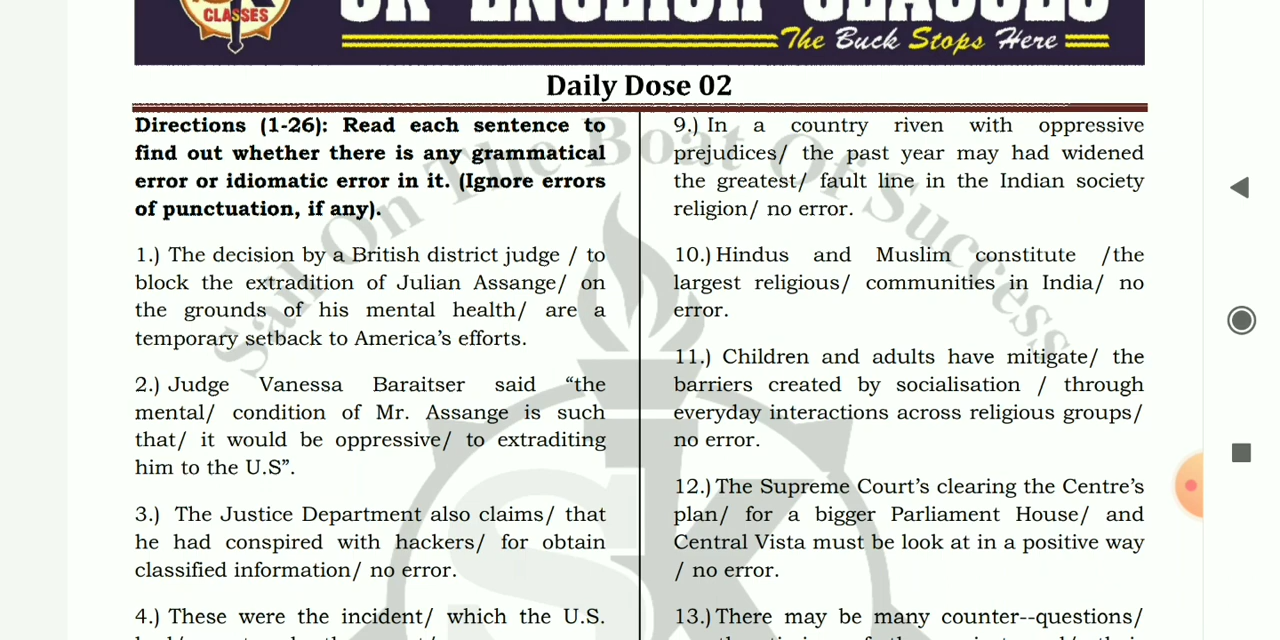 CLASSES
SK ENGLISH CLASSES
The Buck Stops Here
Daily Dose 02
Directions (1-26): Read each sentence to
find out whether there is any grammatical
error or idiomatic error in it. (Ignore errors
of punctuation, if any).
1.) The decision by a British district judge / to
block the extradition of Julian Assange/ on
the grounds of his mental health/ are a
temporary setback to America's efforts.
2.) Judge Vanessa Baraitser said "the
mental/ condition of Mr. Assange is such
that/ it would be oppressive/ to extraditing
him to the U.S".
3.) The Justice Department also claims/ that
he had conspired with hackers/ for obtain
classified information/ no error.
4.) These were the incident/ which the U.S.
9.) In a country riven with oppressive
prejudices/ the past year may had widened
the greatest/ fault line in the Indian society
religion/ no error.
10.) Hindus and Muslim constitute /the
largest religious/ communities in India/ no
error.
11.) Children and adults have mitigate/ the
barriers created by socialisation / through
everyday interactions across religious groups/
no error.
12.) The Supreme Court's clearing the Centre's
plan/ for a bigger Parliament House/ and
Central Vista must be look at in a positive way
/ no error.
13.) There may be many counter--questions/
Sail On The Boat Of Success
SK